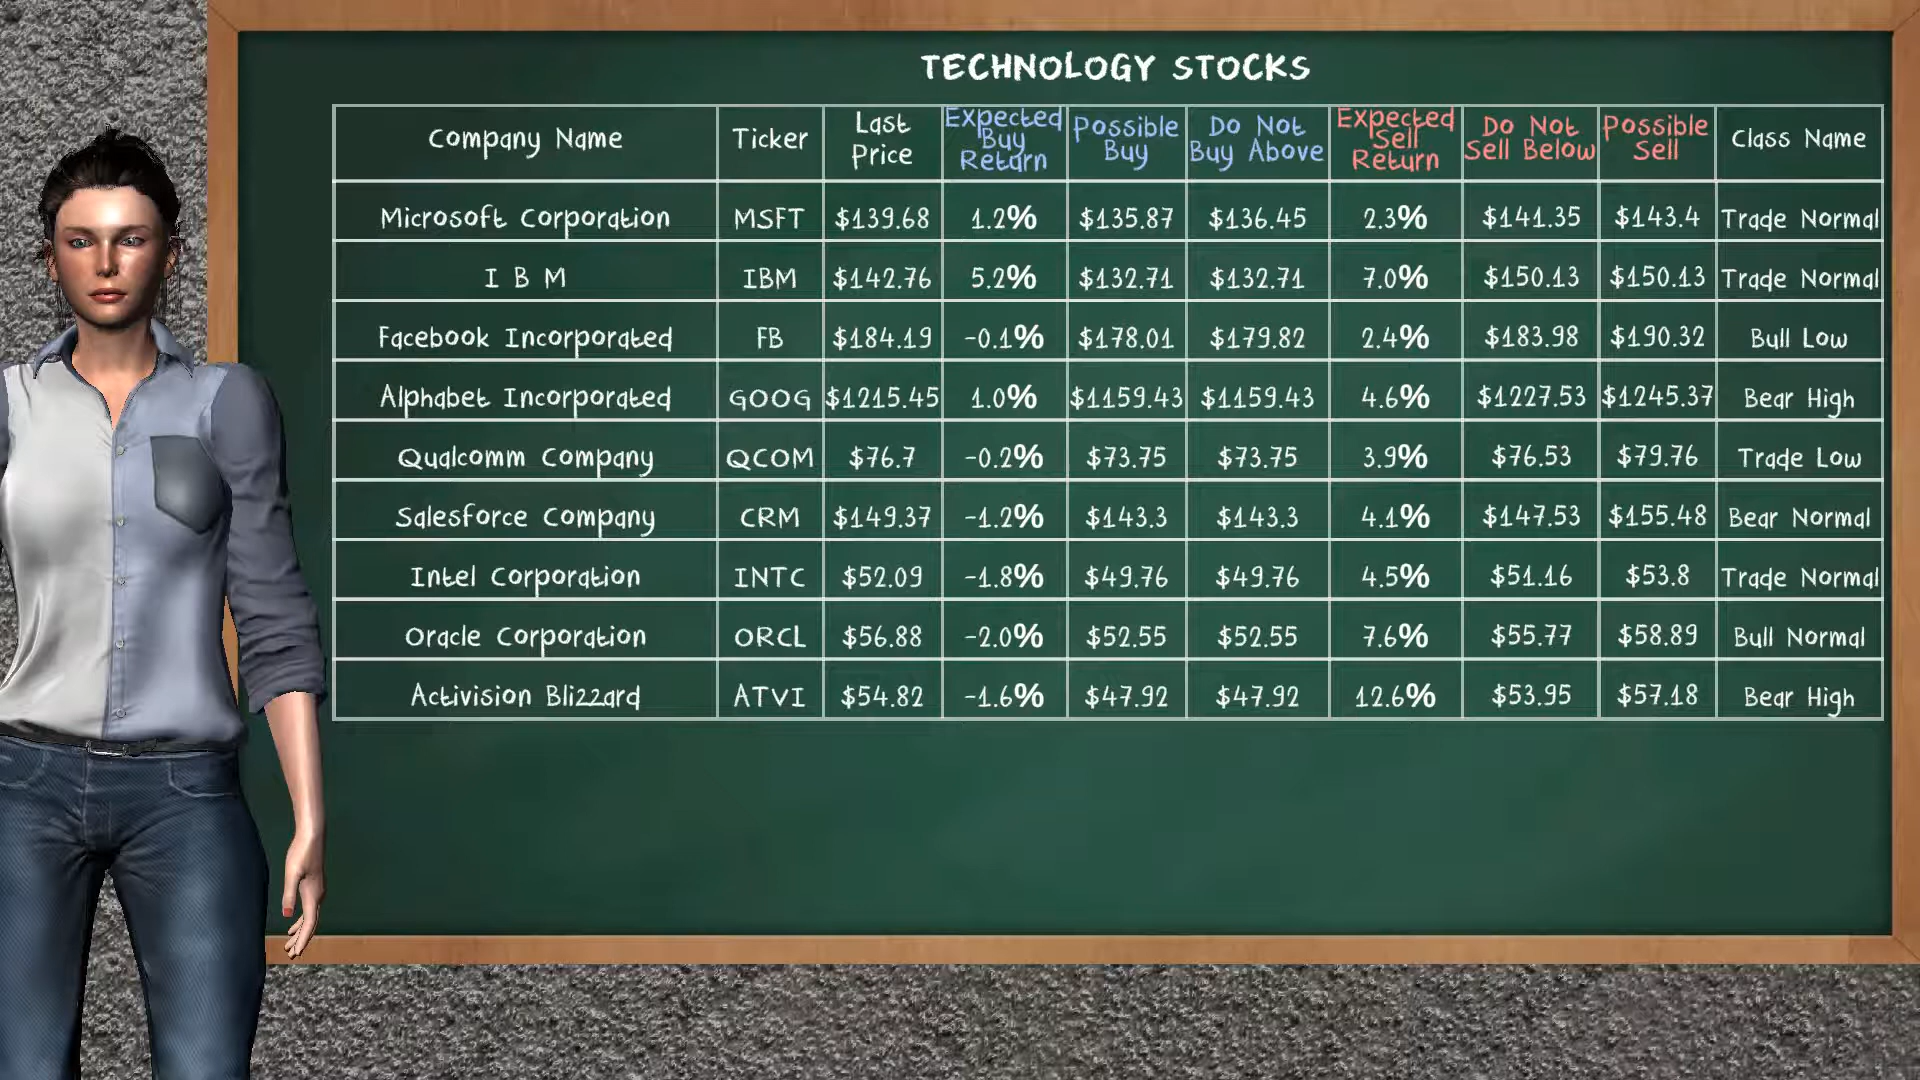 TECHNOLOGY STOCKS
Company Name Ticker Last Price Expected Buy Return Possible Buy Do Not Buy Above Expected Sell Return Do Not Sell Below Possible Sell Class Name
Microsoft Corporation MSFT $139.68 1.2% $135.87 $136.45 2.3% $141.35 $143.4 Trade Normal
I B M IBM $142.76 5.2% $132.71 $132.71 7.0% $150.13 $150.13 Trade Normal
Facebook Incorporated FB $184.19 -0.1% $178.01 $179.82 2.4% $183.98 $190.32 Bull Low
Alphabet Incorporated GOOG $1215.45 1.0% $1159.43 $1159.43 4.6% $1227.53 $1245.37 Bear High
Qualcomm Company QCOM $76.7 -0.2% $73.75 $73.75 3.9% $76.53 $79.76 Trade Low
Salesforce Company CRM $149.37 -1.2% $143.3 $143.3 4.1% $147.53 $155.48 Bear Normal
Intel Corporation INTC $52.09 -1.8% $49.76 $49.76 4.5% $51.16 $53.8 Trade Normal
Oracle Corporation ORCL $56.88 -2.0% $52.55 $52.55 7.6% $55.77 $58.89 Bull Normal
Activision Blizzard ATVI $54.82 -1.6% $47.92 $47.92 12.6% $53.95 $57.18 Bear High